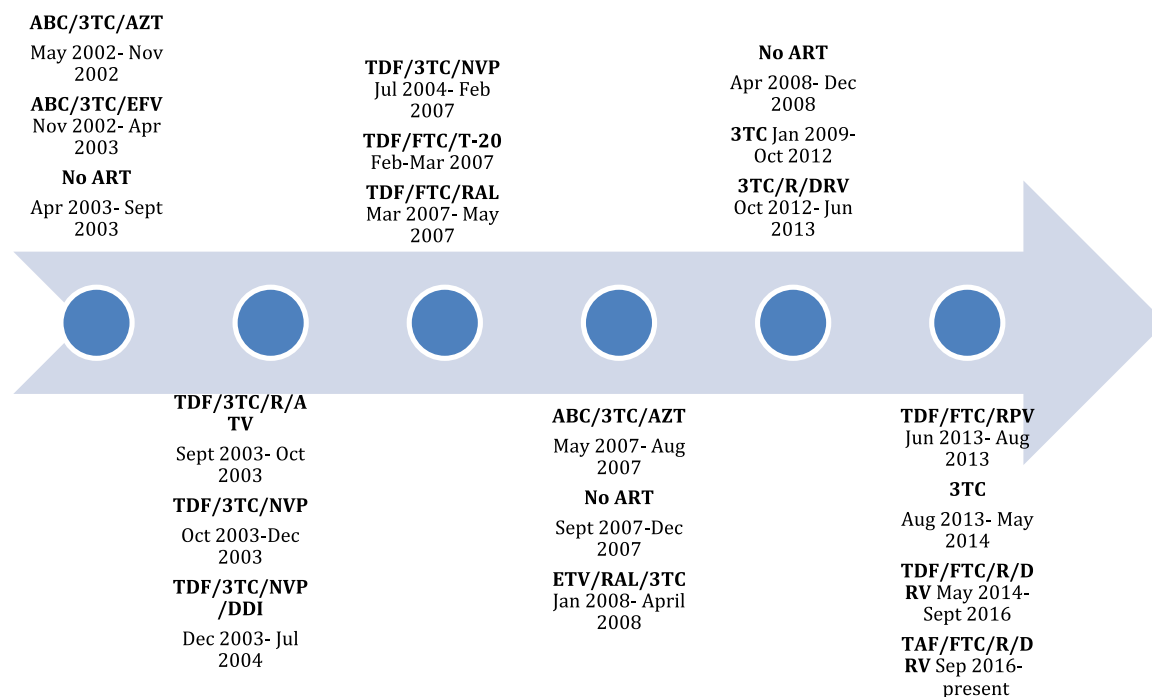 ABC/3TC/AZT
May 2002- Nov
2002
ABC/3TC/EFV
Nov 2002- Apr
2003
No ART
Apr 2003- Sept
2003
TDF/3TC/R/A
TV
Sept 2003- Oct
2003
TDF/3TC/NVP
Oct 2003-Dec
2003
TDF/3TC/NVP
/DDI
Dec 2003- Jul
2004
TDF/3TC/NVP
Jul 2004- Feb
2007
TDF/FTC/T-20
Feb-Mar 2007
TDF/FTC/RAL
Mar 2007- May
2007
ABC/3TC/AZT
May 2007- Aug
2007
No ART
Sept 2007-Dec
2007
ETV/RAL/3TC
Jan 2008- April
2008
No ART
Apr 2008- Dec
2008
3TC Jan 2009-
Oct 2012
3TC/R/DRV
Oct 2012- Jun
2013
TDF/FTC/RPV
Jun 2013- Aug
2013
3TC
Aug 2013- May
2014
TDF/FTC/R/D
RV May 2014-
Sept 2016
TAF/FTC/R/D
RV Sep 2016-
present